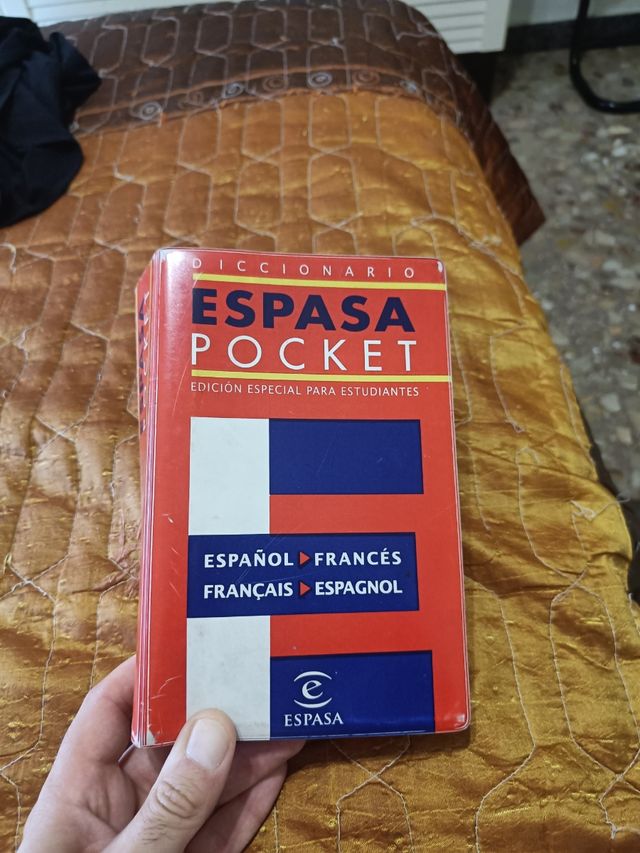 DICCIONARIO
ESPASA
POCKET
EDICIÓN ESPECIAL PARA ESTUDIANTES
ESPAÑOL ▶ FRANCÉS
FRANÇAIS ▶ ESPAGNOL
e
ESPASA